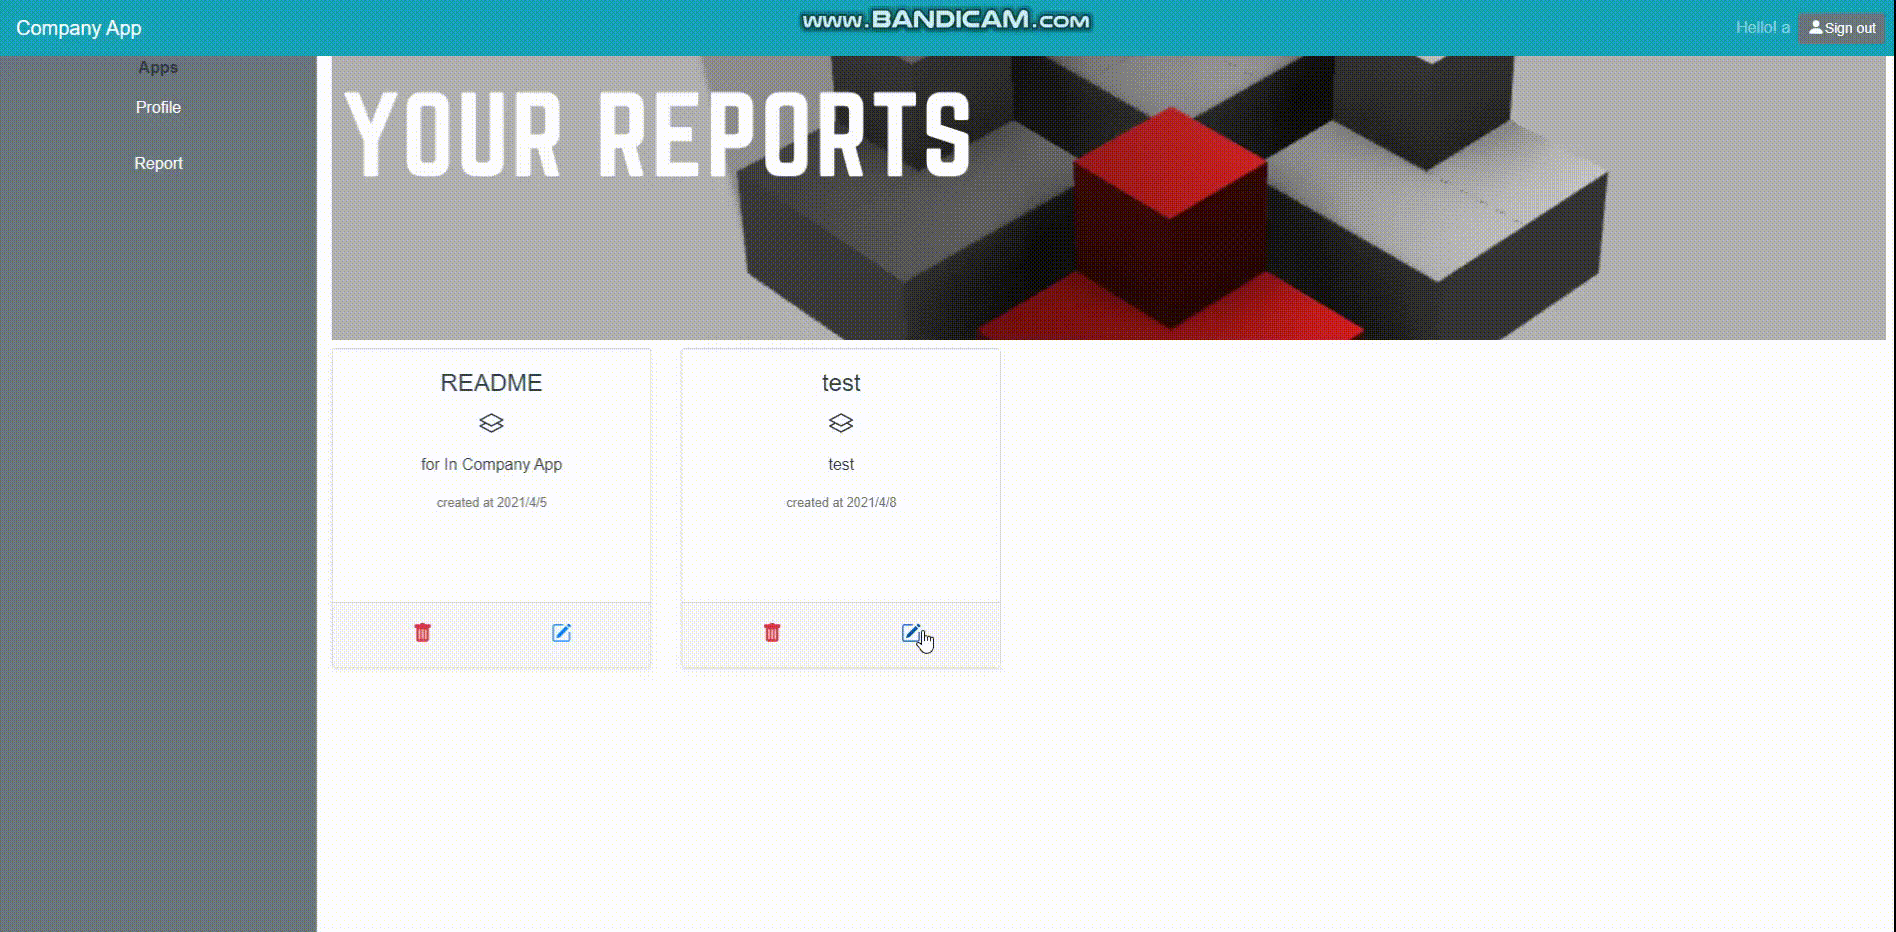 Company App
www.BANDICAM.com
Hello! a
Sign out
Apps
Profile
Report
YOUR REPORTS
README
for In Company App
created at 2021/4/5
test
test
created at 2021/4/8